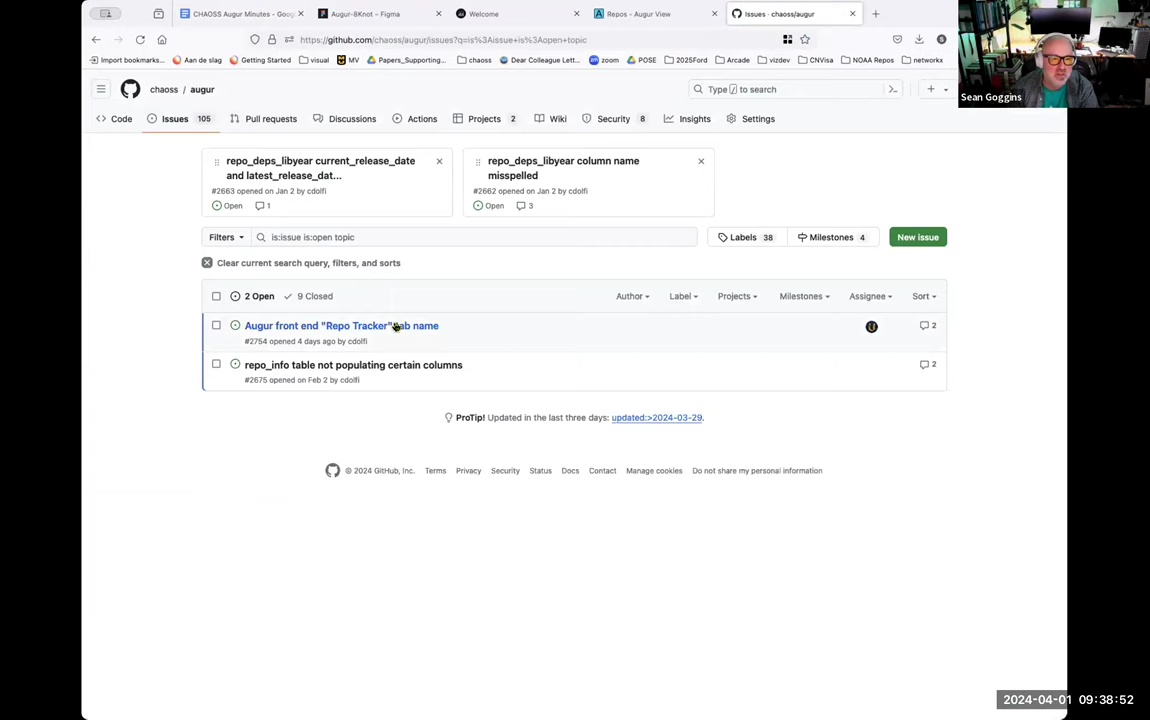 CHAOSS Augur Minutes - Goog
Augur-8Knot – Figma
Welcome
Repos - Augur View
Issues · chaoss/augur
https://github.com/chaoss/augur/issues?q=is%3Aissue+is%3Aopen+topic
Import bookmarks...
Aan de slag
Getting Started
visual
MV
Papers_Supporting...
chaoss
Dear Colleague Lett...
zoom
POSE
2025Ford
Arcade
vizdev
CNVisa
NOAA Repos
networkx
Sean Goggins
chaoss / augur
Type / to search
Code
Issues 105
Pull requests
Discussions
Actions
Projects 2
Wiki
Security 8
Insights
Settings
repo_deps_libyear current_release_date
and latest_release_dat...
#2663 opened on Jan 2 by cdolfi
Open 1
repo_deps_libyear column name
misspelled
#2662 opened on Jan 2 by cdolfi
Open 3
Filters
is:issue is:open topic
Labels 38
Milestones 4
New issue
Clear current search query, filters, and sorts
2 Open
9 Closed
Author
Label
Projects
Milestones
Assignee
Sort
Augur front end "Repo Tracker" tab name
2
#2754 opened 4 days ago by cdolfi
repo_info table not populating certain columns
2
#2675 opened on Feb 2 by cdolfi
ProTip! Updated in the last three days: updated:>2024-03-29.
© 2024 GitHub, Inc.
Terms
Privacy
Security
Status
Docs
Contact
Manage cookies
Do not share my personal information
2024-04-01 09:38:52